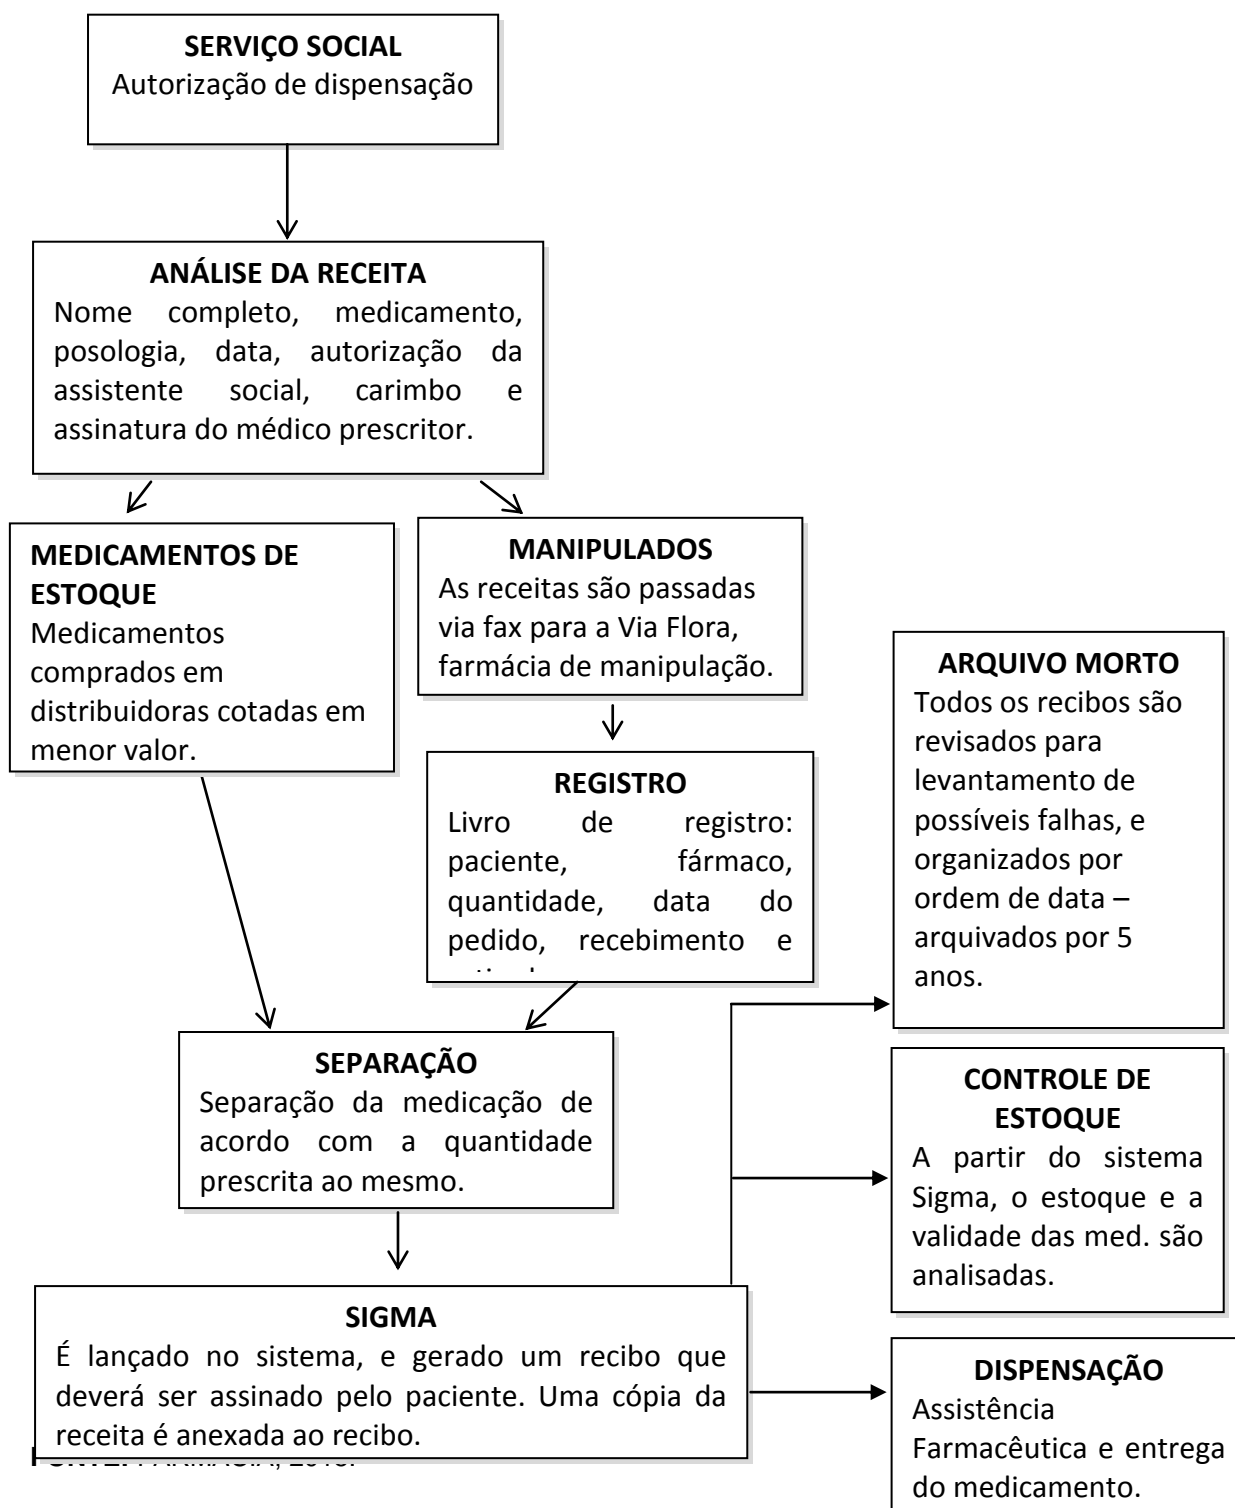 SERVIÇO SOCIAL
Autorização de dispensação
ANÁLISE DA RECEITA
Nome completo, medicamento,
posologia, data, autorização da
assistente social, carimbo e
assinatura do médico prescritor.
MEDICAMENTOS DE
ESTOQUE
Medicamentos
comprados em
distribuidoras cotadas em
menor valor.
MANIPULADOS
As receitas são passadas
via fax para a Via Flora,
farmácia de manipulação.
REGISTRO
Livro de registro:
paciente, fármaco,
quantidade, data do
pedido, recebimento e
SEPARAÇÃO
Separação da medicação de
acordo com a quantidade
prescrita ao mesmo.
SIGMA
É lançado no sistema, e gerado um recibo que
deverá ser assinado pelo paciente. Uma cópia da
receita é anexada ao recibo.
ARQUIVO MORTO
Todos os recibos são
revisados para
levantamento de
possíveis falhas, e
organizados por
ordem de data –
arquivados por 5
anos.
CONTROLE DE
ESTOQUE
A partir do sistema
Sigma, o estoque e a
validade das med. são
analisadas.
DISPENSAÇÃO
Assistência
Farmacêutica e entrega
do medicamento.